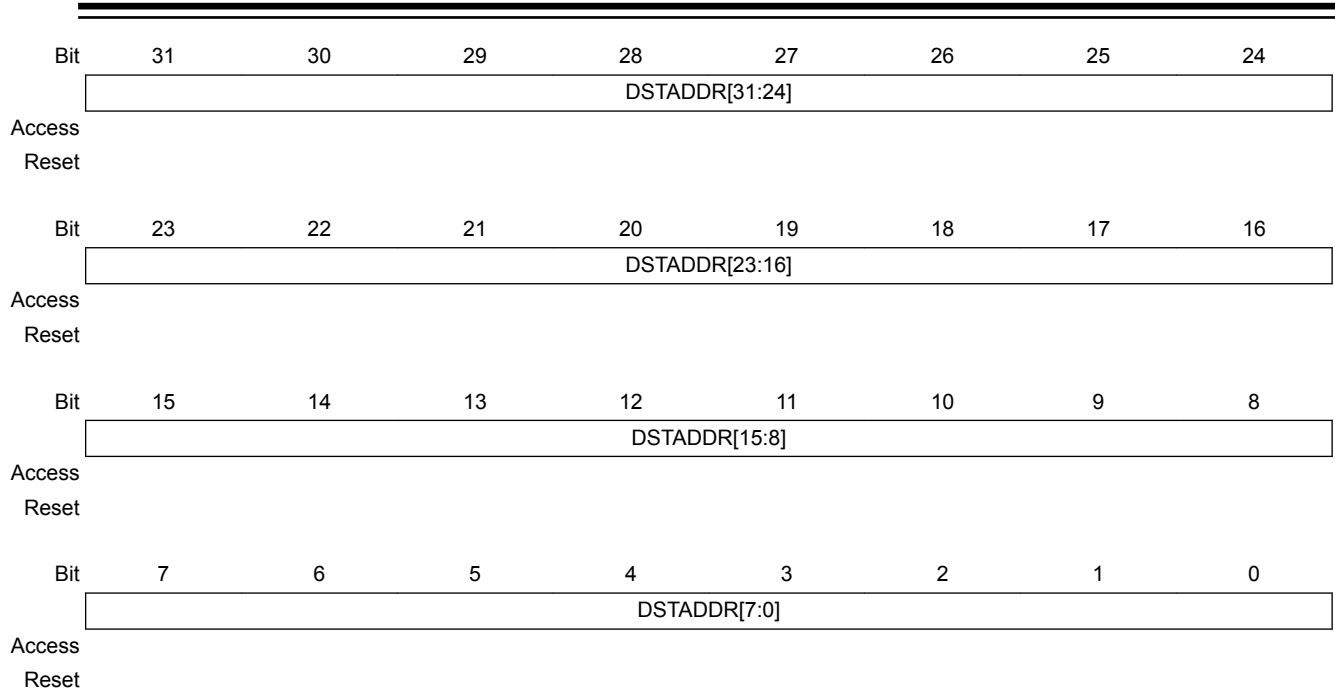 Bit 31 30 29 28 27 26 25 24
DSTADDR[31:24]
Access
Reset
Bit 23 22 21 20 19 18 17 16
DSTADDR[23:16]
Access
Reset
Bit 15 14 13 12 11 10 9 8
DSTADDR[15:8]
Access
Reset
Bit 7 6 5 4 3 2 1 0
DSTADDR[7:0]
Access
Reset